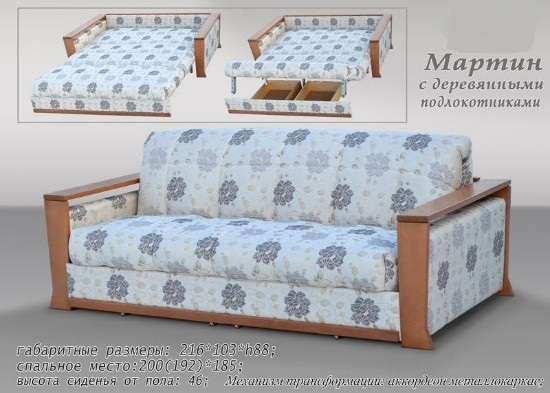 Мартин
с деревянными
подлокотниками
габаритные размеры: 216*103*h88;
спальное место:200(192)*185;
высота сиденья от пола: 46; Механизм трансформации: аккордеон металлокаркас;